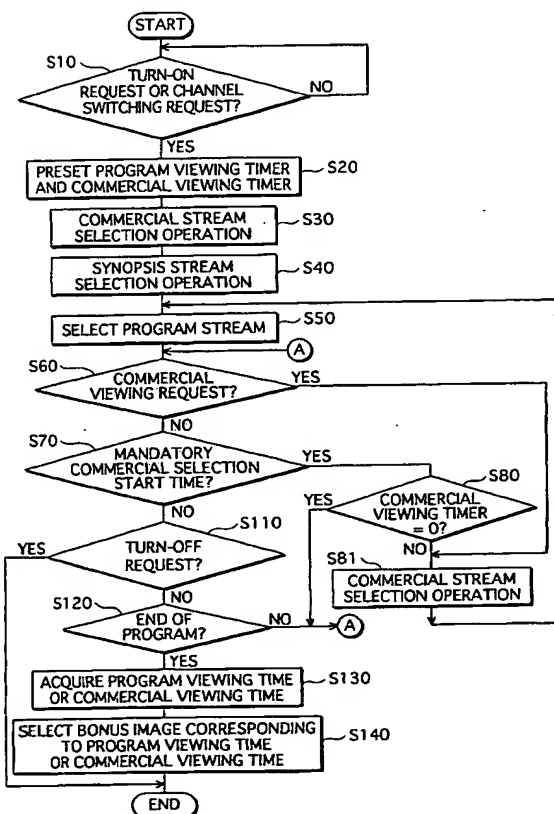 START
S10
TURN-ON
REQUEST OR CHANNEL
SWITCHING REQUEST?
NO
YES
PRESET PROGRAM VIEWING TIMER
AND COMMERCIAL VIEWING TIMER
S20
COMMERCIAL STREAM
SELECTION OPERATION
S30
SYNOPSIS STREAM
SELECTION OPERATION
S40
SELECT PROGRAM STREAM
S50
A
S60
COMMERCIAL
VIEWING REQUEST?
YES
NO
S70
MANDATORY
COMMERCIAL SELECTION
START TIME?
YES
NO
S80
COMMERCIAL
VIEWING TIMER
= 0?
YES
NO
S81
COMMERCIAL STREAM
SELECTION OPERATION
S110
TURN-OFF
REQUEST?
YES
NO
S120
END OF
PROGRAM?
NO
A
YES
ACQUIRE PROGRAM VIEWING TIME
OR COMMERCIAL VIEWING TIME
S130
SELECT BONUS IMAGE CORRESPONDING
TO PROGRAM VIEWING TIME
OR COMMERCIAL VIEWING TIME
S140
END